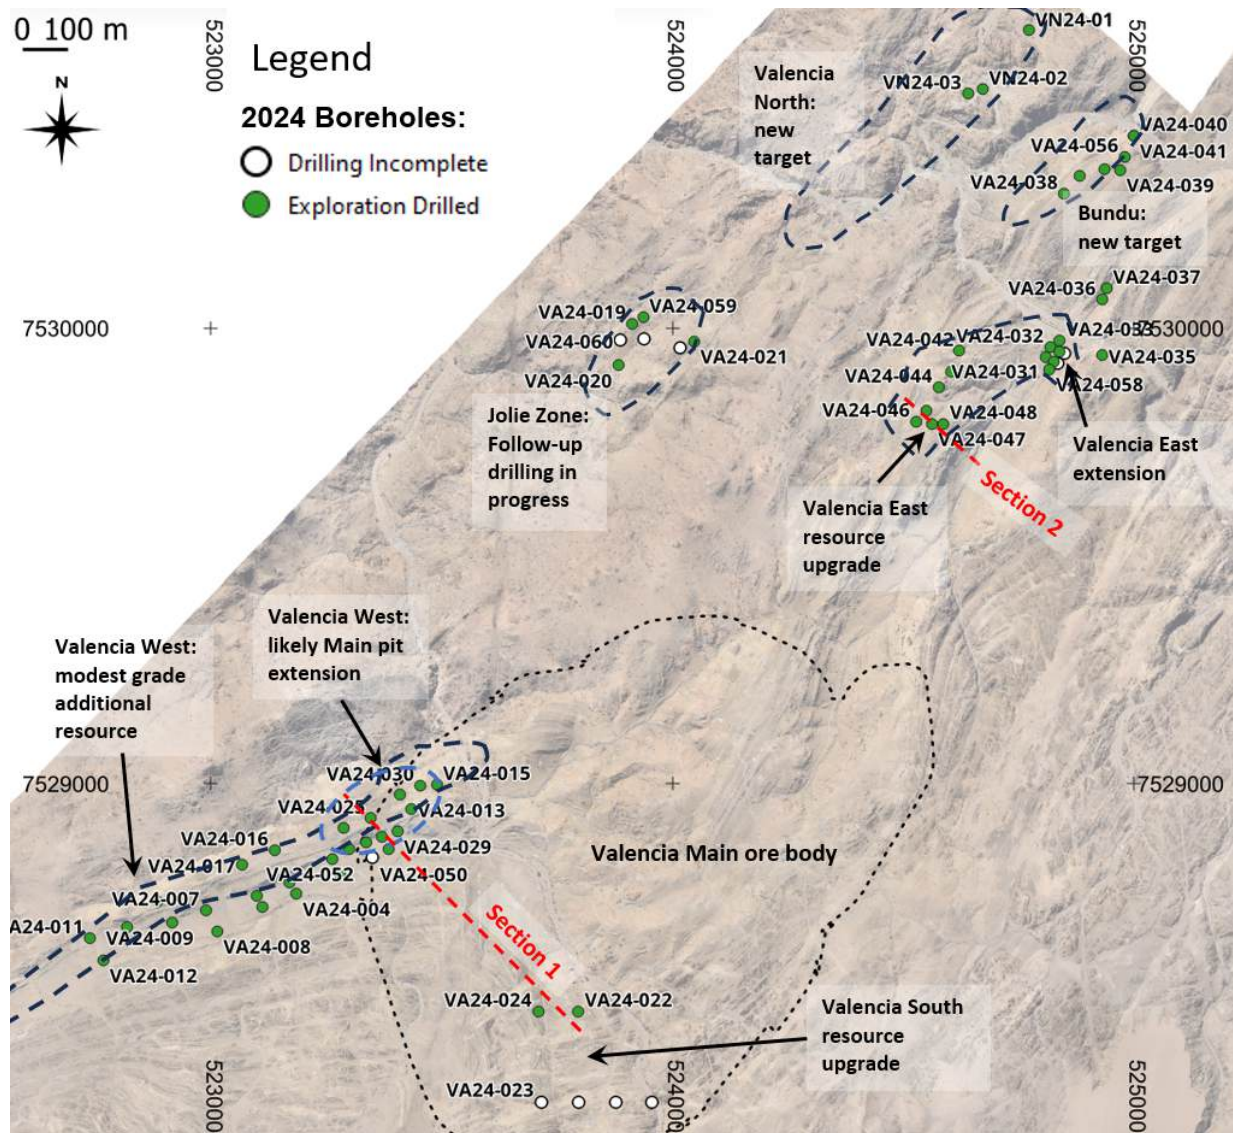 0 100 m
N
Legend
2024 Boreholes:
Drilling Incomplete
Exploration Drilled
523000
524000
525000
VN24-01
Valencia
North:
new
target
VN24-03
VN24-02
VA24-040
VA24-056
VA24-041
VA24-038
VA24-039
Bundu:
new target
VA24-037
VA24-036
7530000
VA24-019
VA24-059
VA24-060
VA24-021
VA24-020
VA24-042
VA24-032
VA24-033
7530000
VA24-035
VA24-044
VA24-031
VA24-058
VA24-046
VA24-048
VA24-047
Jolie Zone:
Follow-up
drilling in
progress
Valencia East
extension
Valencia East
resource
upgrade
Section 2
Valencia West:
likely Main pit
extension
Valencia West:
modest grade
additional
resource
7529000
VA24-030
VA24-015
7529000
VA24-025
VA24-013
VA24-016
VA24-029
VA24-017
VA24-052
VA24-050
Valencia Main ore body
VA24-007
VA24-004
A24-011
VA24-009
VA24-008
VA24-012
Section 1
VA24-024
VA24-022
Valencia South
resource
upgrade
VA24-023
523000
524000
525000